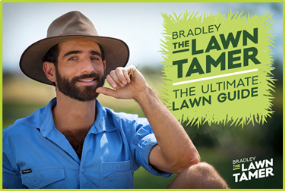 BRADLEY
THE LAWN
TAMER
THE ULTIMATE
LAWN GUIDE
BRADLEY
THE LAWN
TAMER